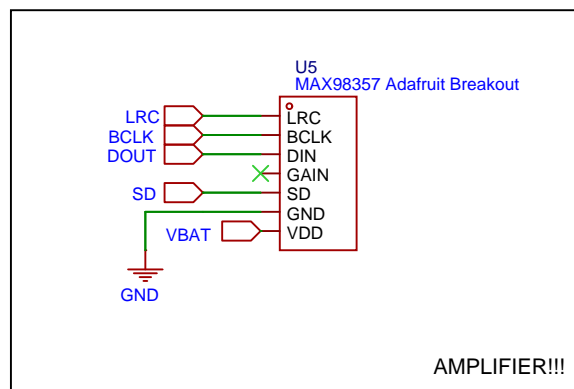 U5
MAX98357 Adafruit Breakout
LRC
LRC
BCLK
BCLK
DOUT
DIN
GAIN
SD
SD
GND
VBAT
VDD
GND
AMPLIFIER!!!